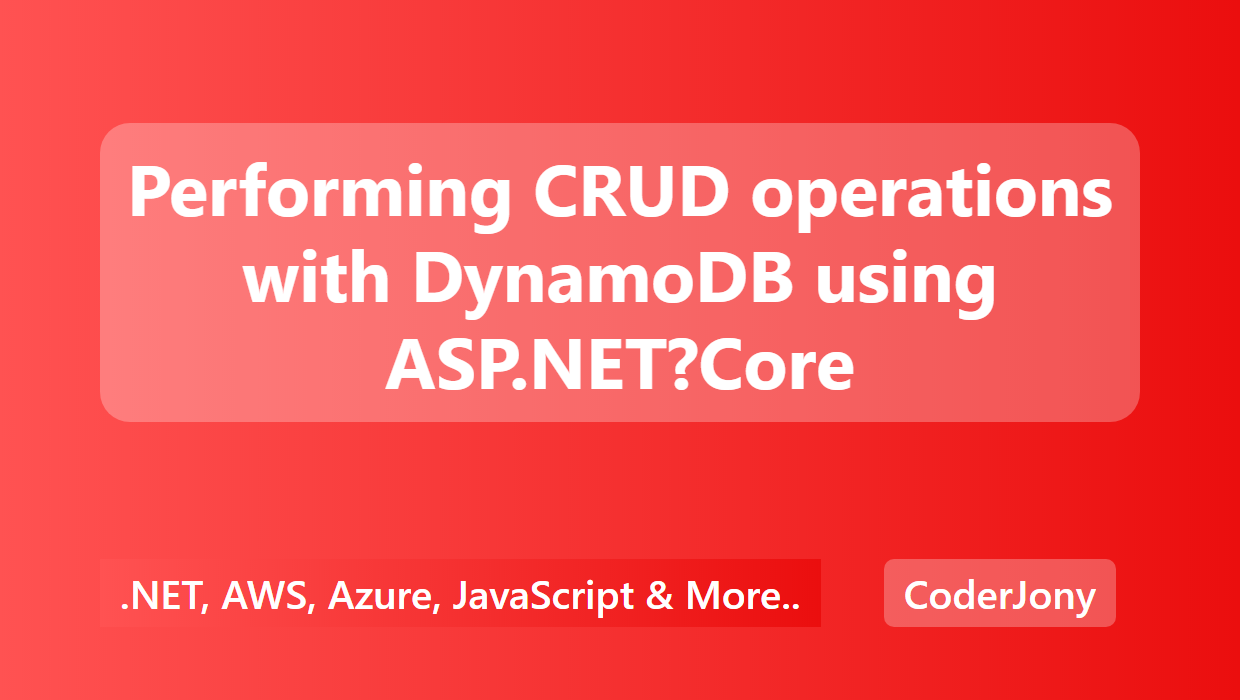 Performing CRUD operations
with DynamoDB using
ASP.NET?Core
.NET, AWS, Azure, JavaScript & More..
CoderJony